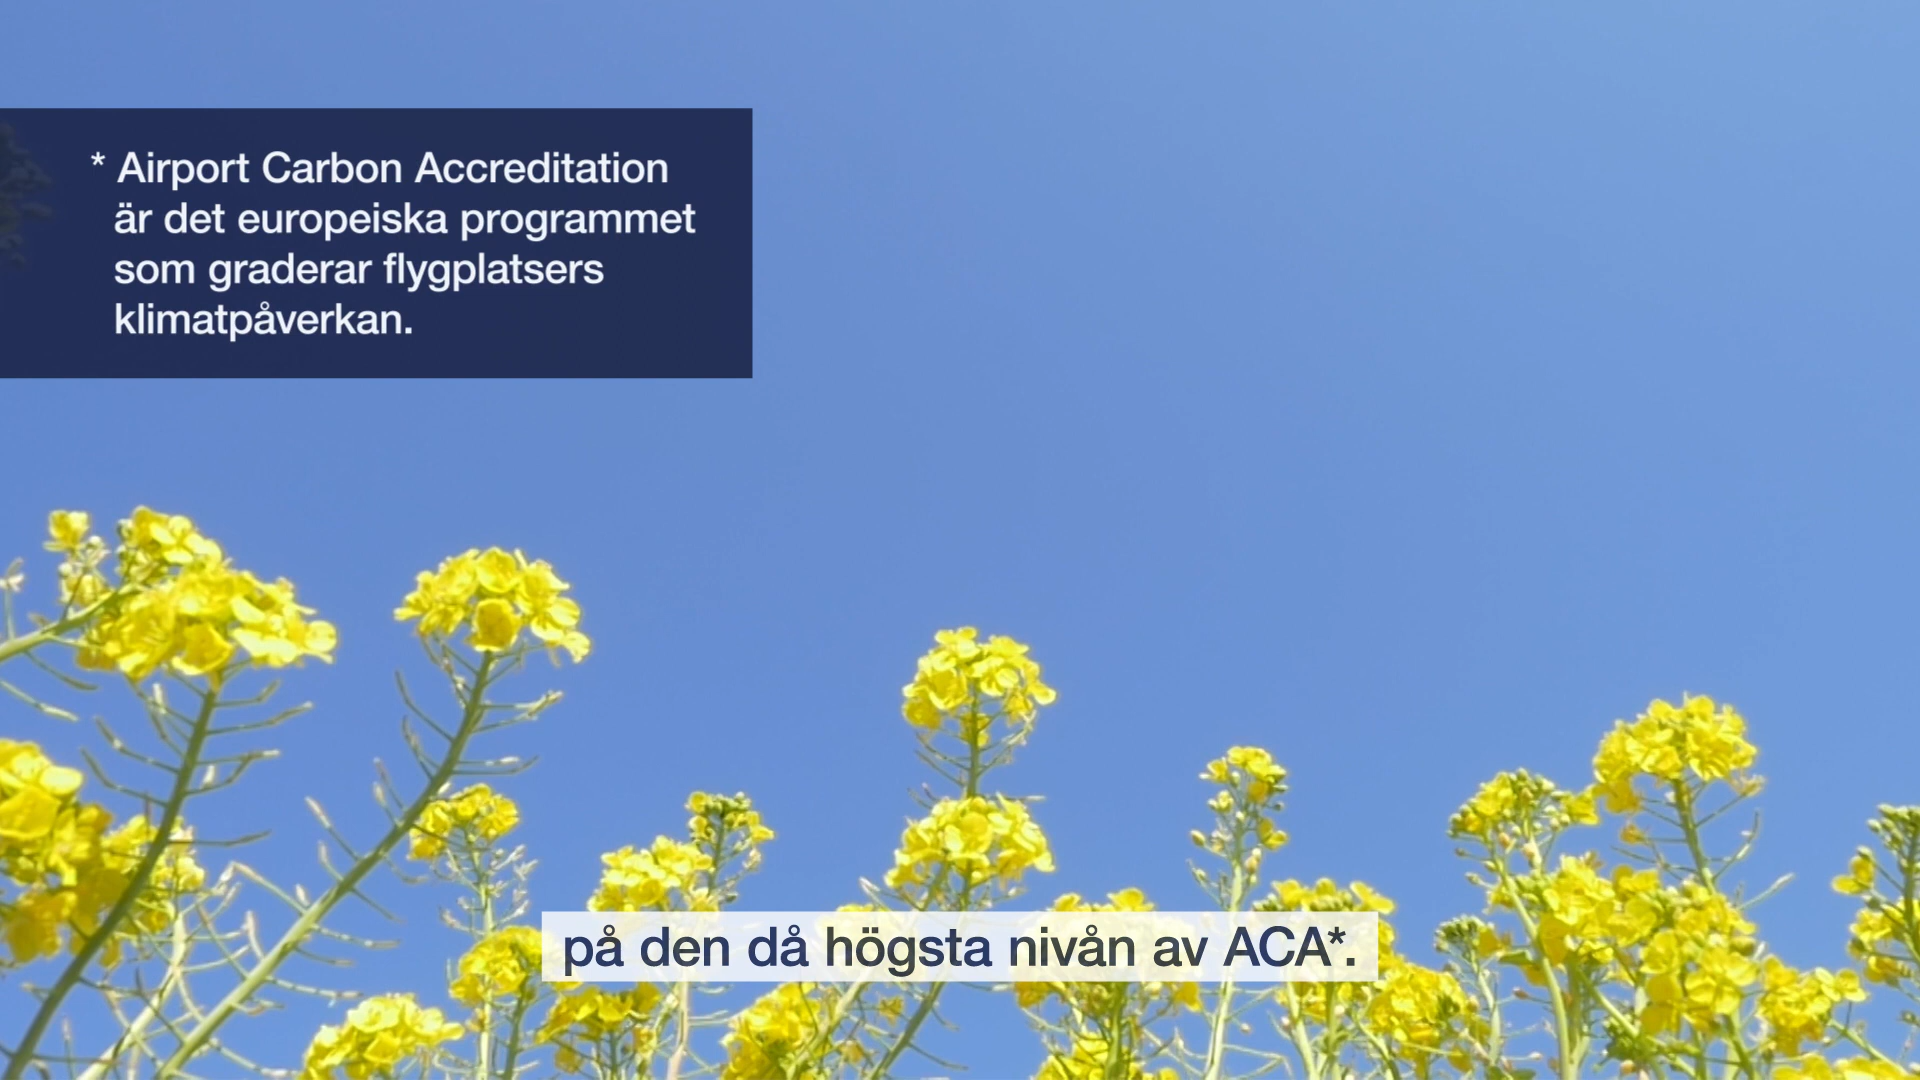 * Airport Carbon Accreditation
är det europeiska programmet
som graderar flygplatsers
klimatpåverkan.
på den då högsta nivån av ACA*.